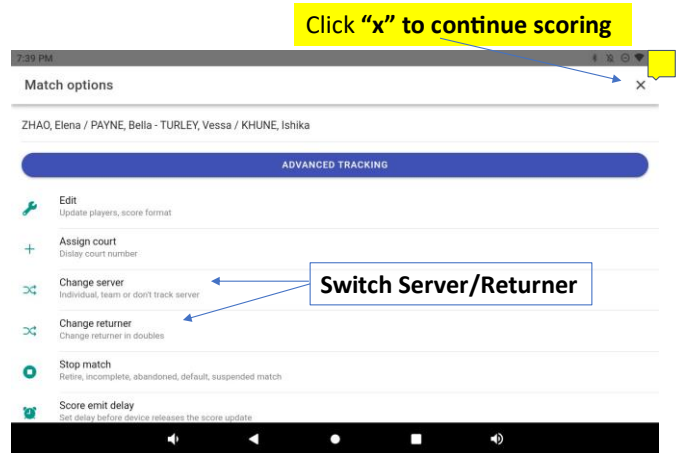 Click “x” to continue scoring
7:29 PM
Match options
ZHAO, Elena / PAYNE, Bella - TURLEY, Vessa / KHUNE, Ishika
ADVANCED TRACKING
Edit
Update players, score format
Assign court
Dislay court number
Change server
Individual, team or don't track server
Switch Server/Returner
Change returner
Change returner in doubles
Stop match
Retire, incomplete, abandoned, default, suspended match
Score emit delay
Set delay before device releases the score update